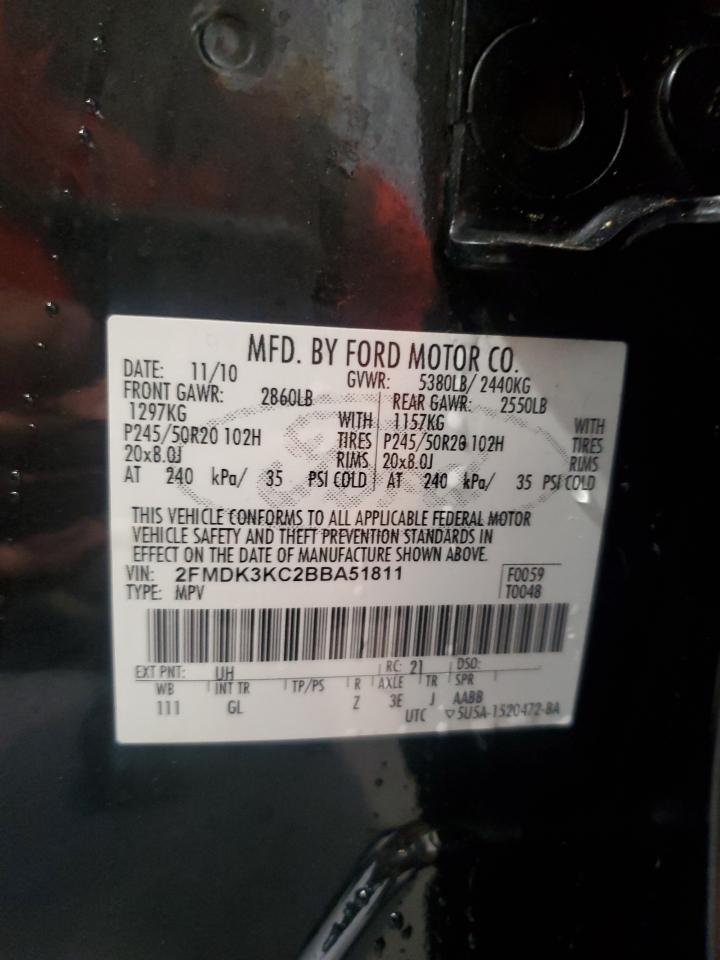 MFD. BY FORD MOTOR CO.
DATE: 11/10 GVWR: 5380LB/ 2440KG
FRONT GAWR: 2860LB REAR GAWR: 2550LB
1297KG WITH 1157KG WITH
P245/50R20 102H TIRES P245/50R20 102H TIRES
20x8.0J RIMS 20x8.0J RIMS
AT 240 kPa/ 35 PSI COLD AT 240 kPa/ 35 PSI COLD
THIS VEHICLE CONFORMS TO ALL APPLICABLE FEDERAL MOTOR
VEHICLE SAFETY AND THEFT PREVENTION STANDARDS IN
EFFECT ON THE DATE OF MANUFACTURE SHOWN ABOVE.
VIN: 2FMDK3KC2BBA51811 F0059
TYPE: MPV T0048
EXT PNT: UH RC: 21 DSO:
WB INT TR TP/PS R AXLE TR SPR
111 GL Z 3E J AABB
UTC ▽5USA-1520472-BA